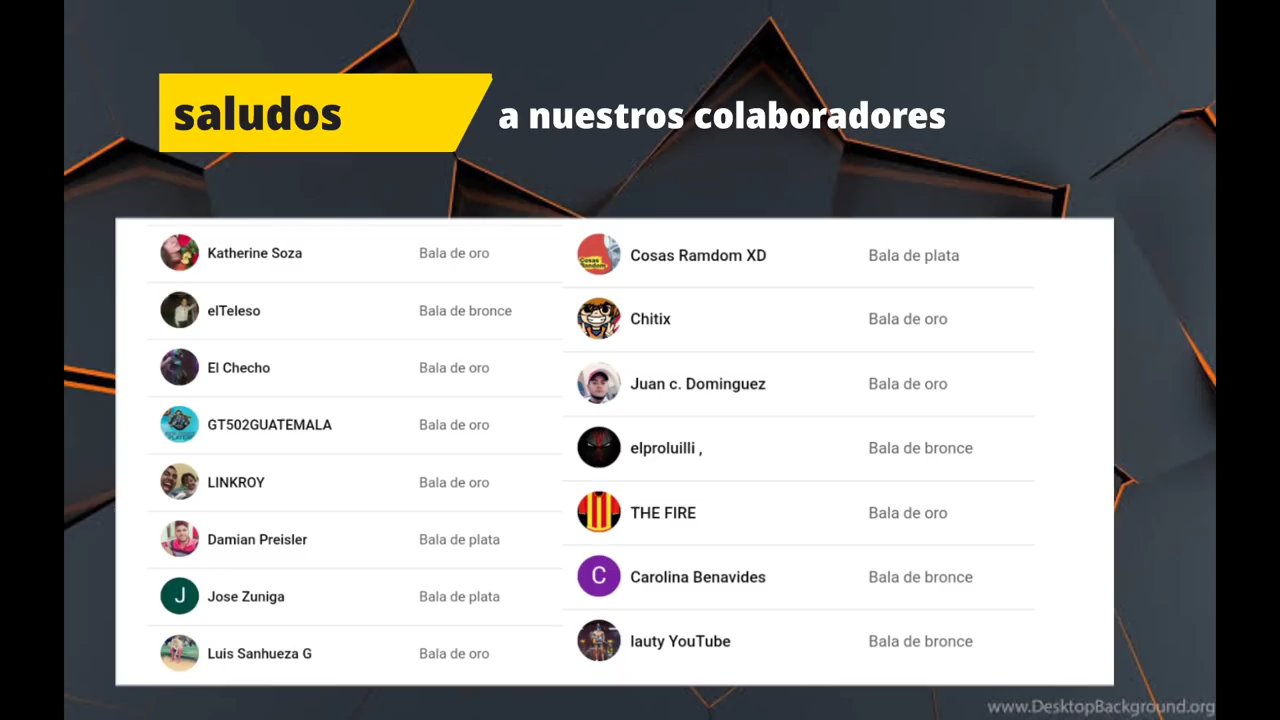 saludos a nuestros colaboradores
Katherine Soza Bala de oro
elTeleso Bala de bronce
El Checho Bala de oro
GT502GUATEMALA Bala de oro
LINKROY Bala de oro
Damian Preisler Bala de plata
J Jose Zuniga Bala de plata
Luis Sanhueza G Bala de oro
Cosas Ramdom XD Bala de plata
Chitix Bala de oro
Juan c. Dominguez Bala de oro
elproluilli , Bala de bronce
THE FIRE Bala de oro
C Carolina Benavides Bala de bronce
lauty YouTube Bala de bronce
www.DesktopBackground.org